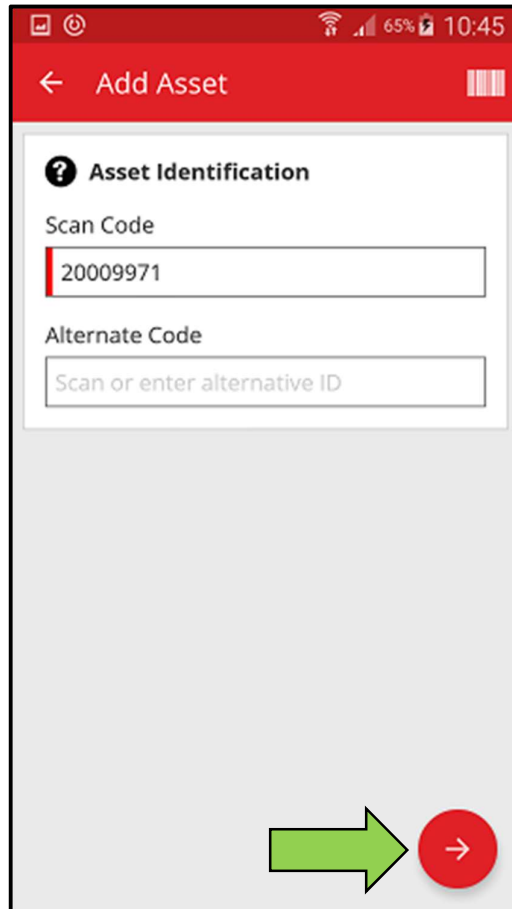 65% 10:45
Add Asset
? Asset Identification
Scan Code
20009971
Alternate Code
Scan or enter alternative ID